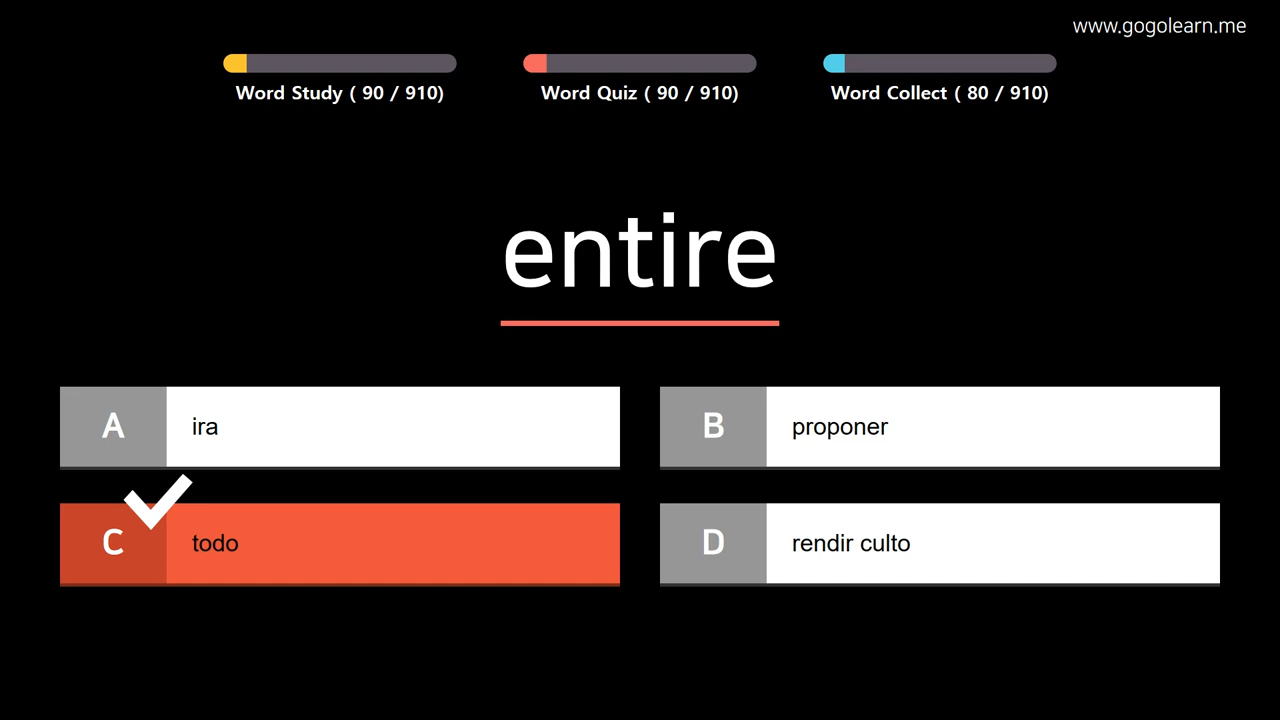 www.gogolearn.me
Word Study ( 90 / 910)
Word Quiz ( 90 / 910)
Word Collect ( 80 / 910)
entire
A
ira
B
proponer
C
todo
D
rendir culto